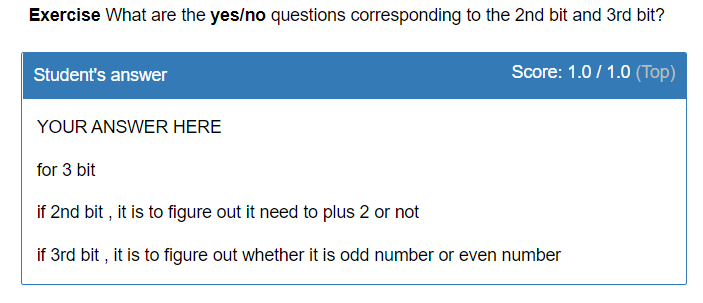 Exercise What are the yes/no questions corresponding to the 2nd bit and 3rd bit?
Student's answer
Score: 1.0 / 1.0 (Top)
YOUR ANSWER HERE
for 3 bit
if 2nd bit , it is to figure out it need to plus 2 or not
if 3rd bit , it is to figure out whether it is odd number or even number